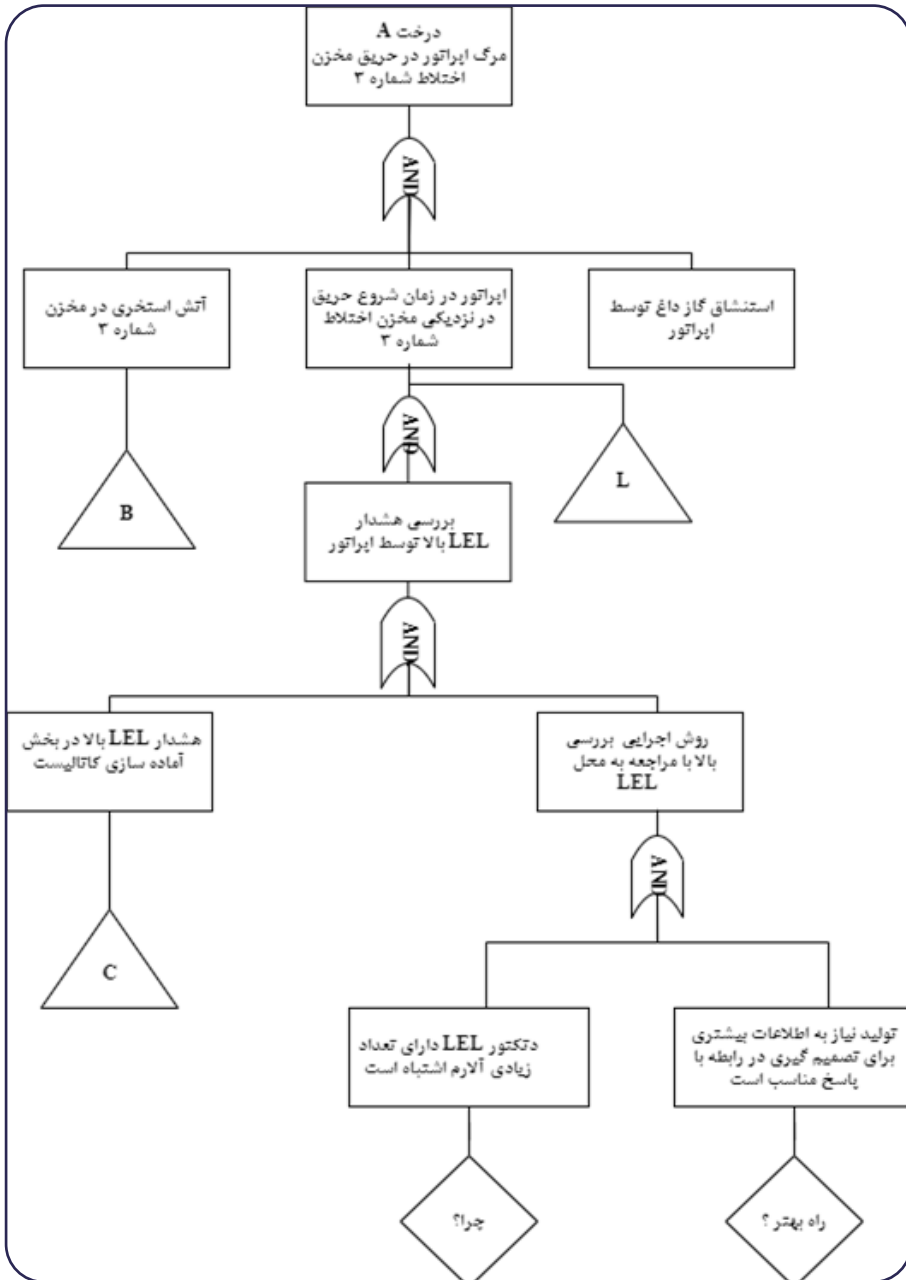 درخت A
مرگ اپراتور در حریق مخزن
اختلاط شماره ۳
AND
استنشاق گاز داغ توسط
اپراتور
اپراتور در زمان شروع حریق
در نزدیکی مخزن اختلاط
شماره ۳
آتش استخری در مخزن
شماره ۳
AND
L
B
بررسی هشدار
LEL بالا توسط اپراتور
AND
روش اجرایی بررسی
بالا با مراجعه به محل
LEL
هشدار LEL بالا در بخش
آماده سازی کاتالیست
AND
C
تولید نیاز به اطلاعات بیشتری
برای تصمیم گیری در رابطه با
پاسخ مناسب است
دتکتور LEL دارای تعداد
زیادی آلارم اشتباه است
راه بهتر ؟
چرا؟